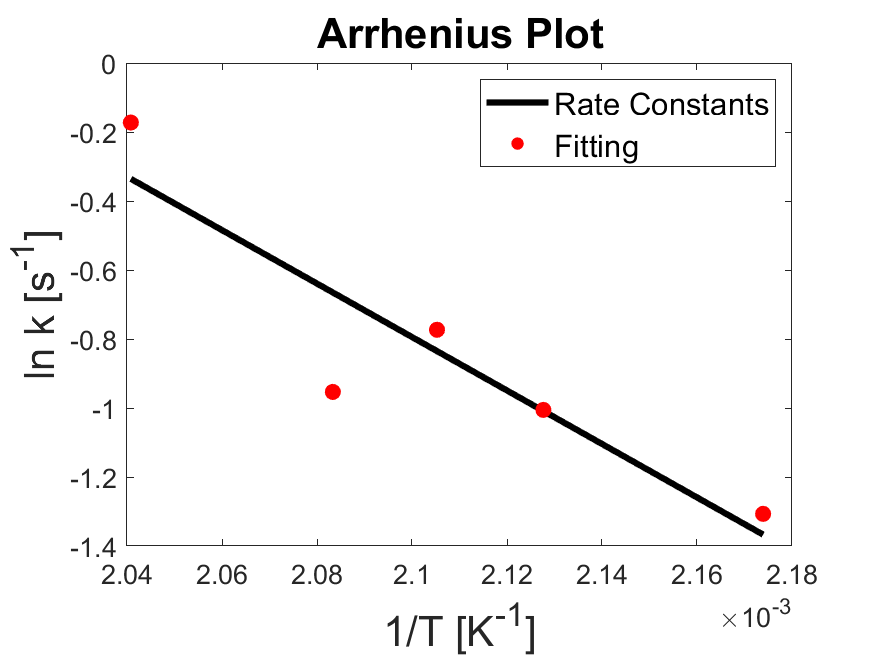 Arrhenius Plot
Rate Constants
Fitting
ln k [s⁻¹]
0
-0.2
-0.4
-0.6
-0.8
-1
-1.2
-1.4
2.04 2.06 2.08 2.1 2.12 2.14 2.16 2.18
×10⁻³
1/T [K⁻¹]